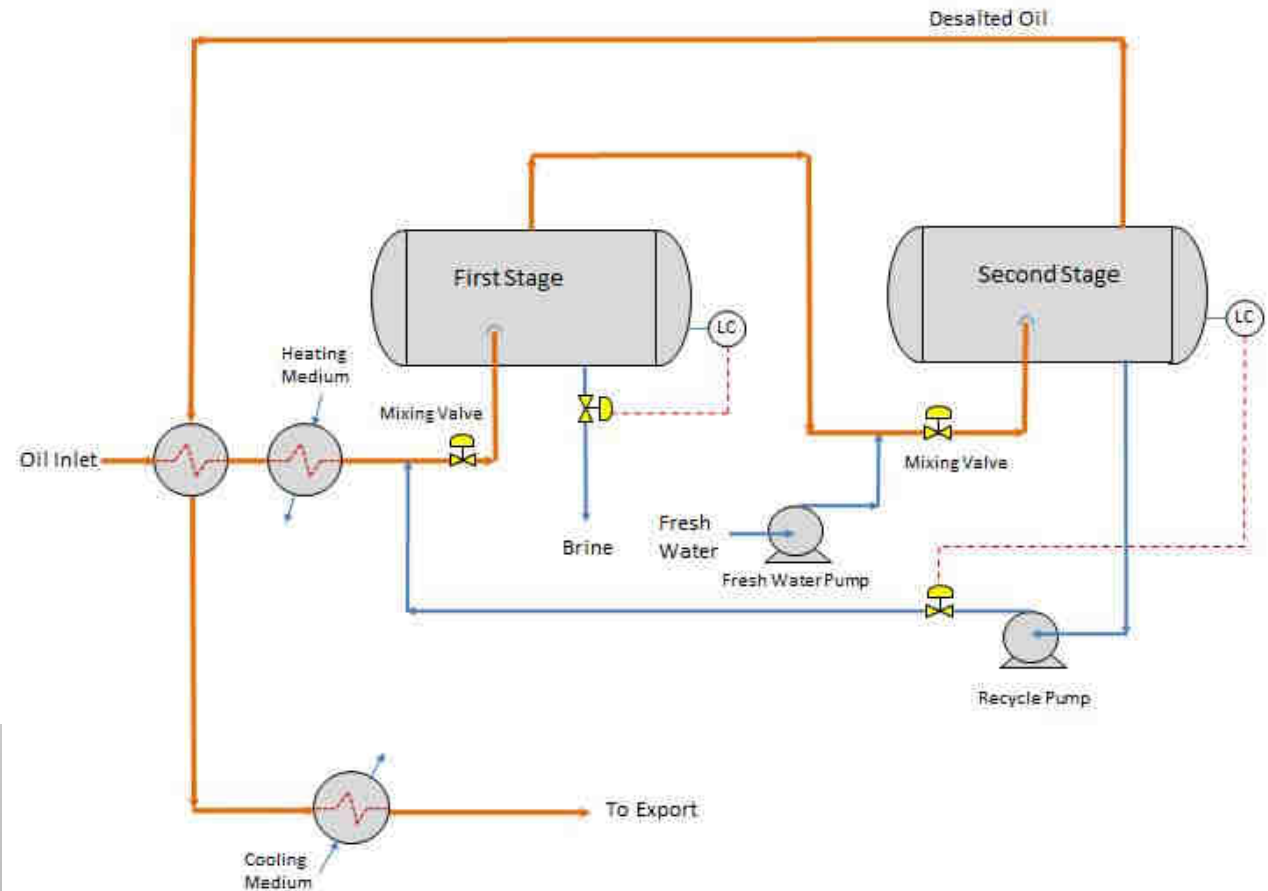 Desalted Oil
First Stage
Second Stage
LC
LC
Heating
Medium
Mixing Valve
Oil Inlet
Mixing Valve
Fresh
Water
Brine
Fresh Water Pump
Recycle Pump
To Export
Cooling
Medium